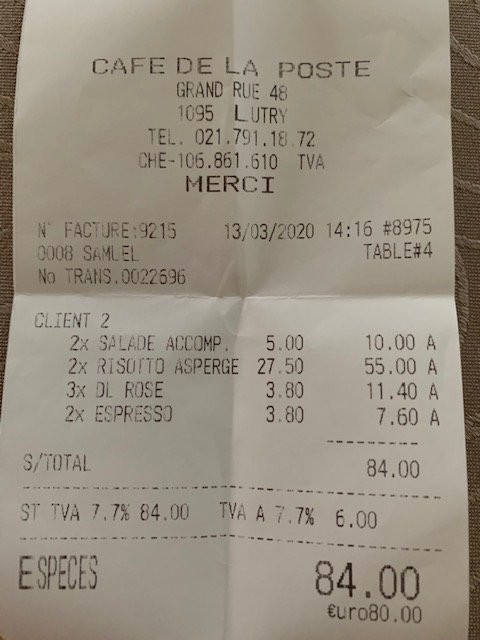 CAFE DE LA POSTE
GRAND RUE 48
1095 LUTRY
TEL. 021.791.18.72
CHE-106.861.610 TVA
MERCI
N° FACTURE:9215 13/03/2020 14:16 #8975
0008 SAMUEL TABLE#4
No TRANS.0022696
CLIENT 2
2x SALADE ACCOMP. 5.00 10.00 A
2x RISOTTO ASPERGE 27.50 55.00 A
3x DL ROSE 3.80 11.40 A
2x ESPRESSO 3.80 7.60 A
S/TOTAL 84.00
ST TVA 7.7% 84.00 TVA A 7.7% 6.00
ESPECES 84.00
€uro80.00